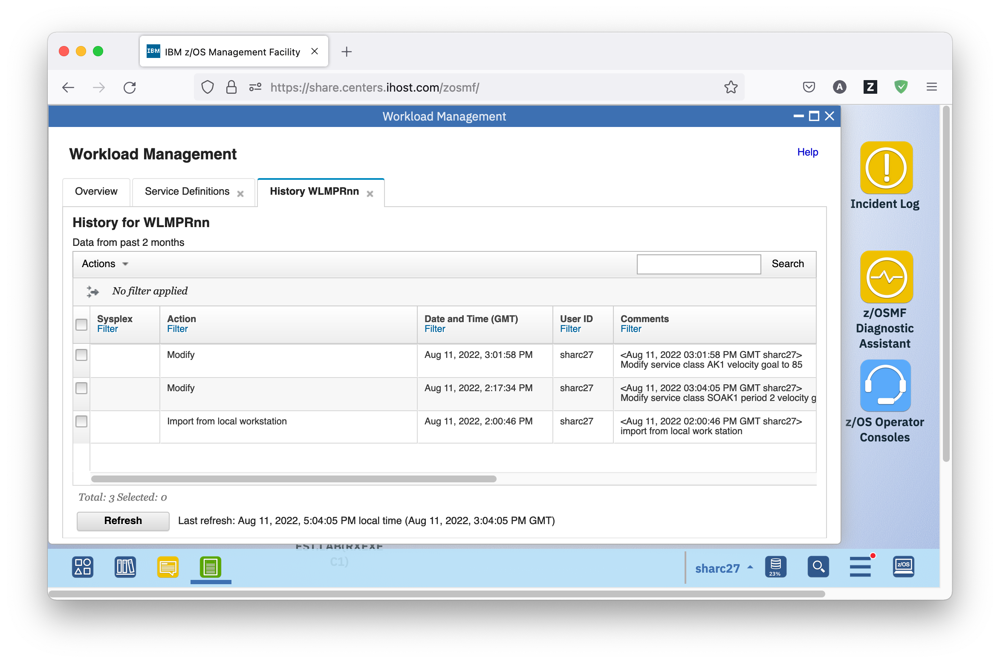 IBM
IBM z/OS Management Facility
A
Z
https://share.centers.ihost.com/zosmf/
Workload Management
Workload Management
Help
Overview
Service Definitions
History WLMPRnn
History for WLMPRnn
Data from past 2 months
Actions
Search
No filter applied
Sysplex
Filter
Action
Filter
Date and Time (GMT)
Filter
User ID
Filter
Comments
Filter
Modify
Aug 11, 2022, 3:01:58 PM
sharc27
<Aug 11, 2022 03:01:58 PM GMT sharc27>
Modify service class AK1 velocity goal to 85
Modify
Aug 11, 2022, 2:17:34 PM
sharc27
<Aug 11, 2022 03:04:05 PM GMT sharc27>
Modify service class SOAK1 period 2 velocity g
Import from local workstation
Aug 11, 2022, 2:00:46 PM
sharc27
<Aug 11, 2022 02:00:46 PM GMT sharc27>
import from local work station
Total: 3 Selected: 0
Refresh
Last refresh: Aug 11, 2022, 5:04:05 PM local time (Aug 11, 2022, 3:04:05 PM GMT)
Incident Log
z/OSMF
Diagnostic
Assistant
z/OS Operator
Consoles
EST.LAB(RXEXE
C1)
sharc27
23%
z/OS